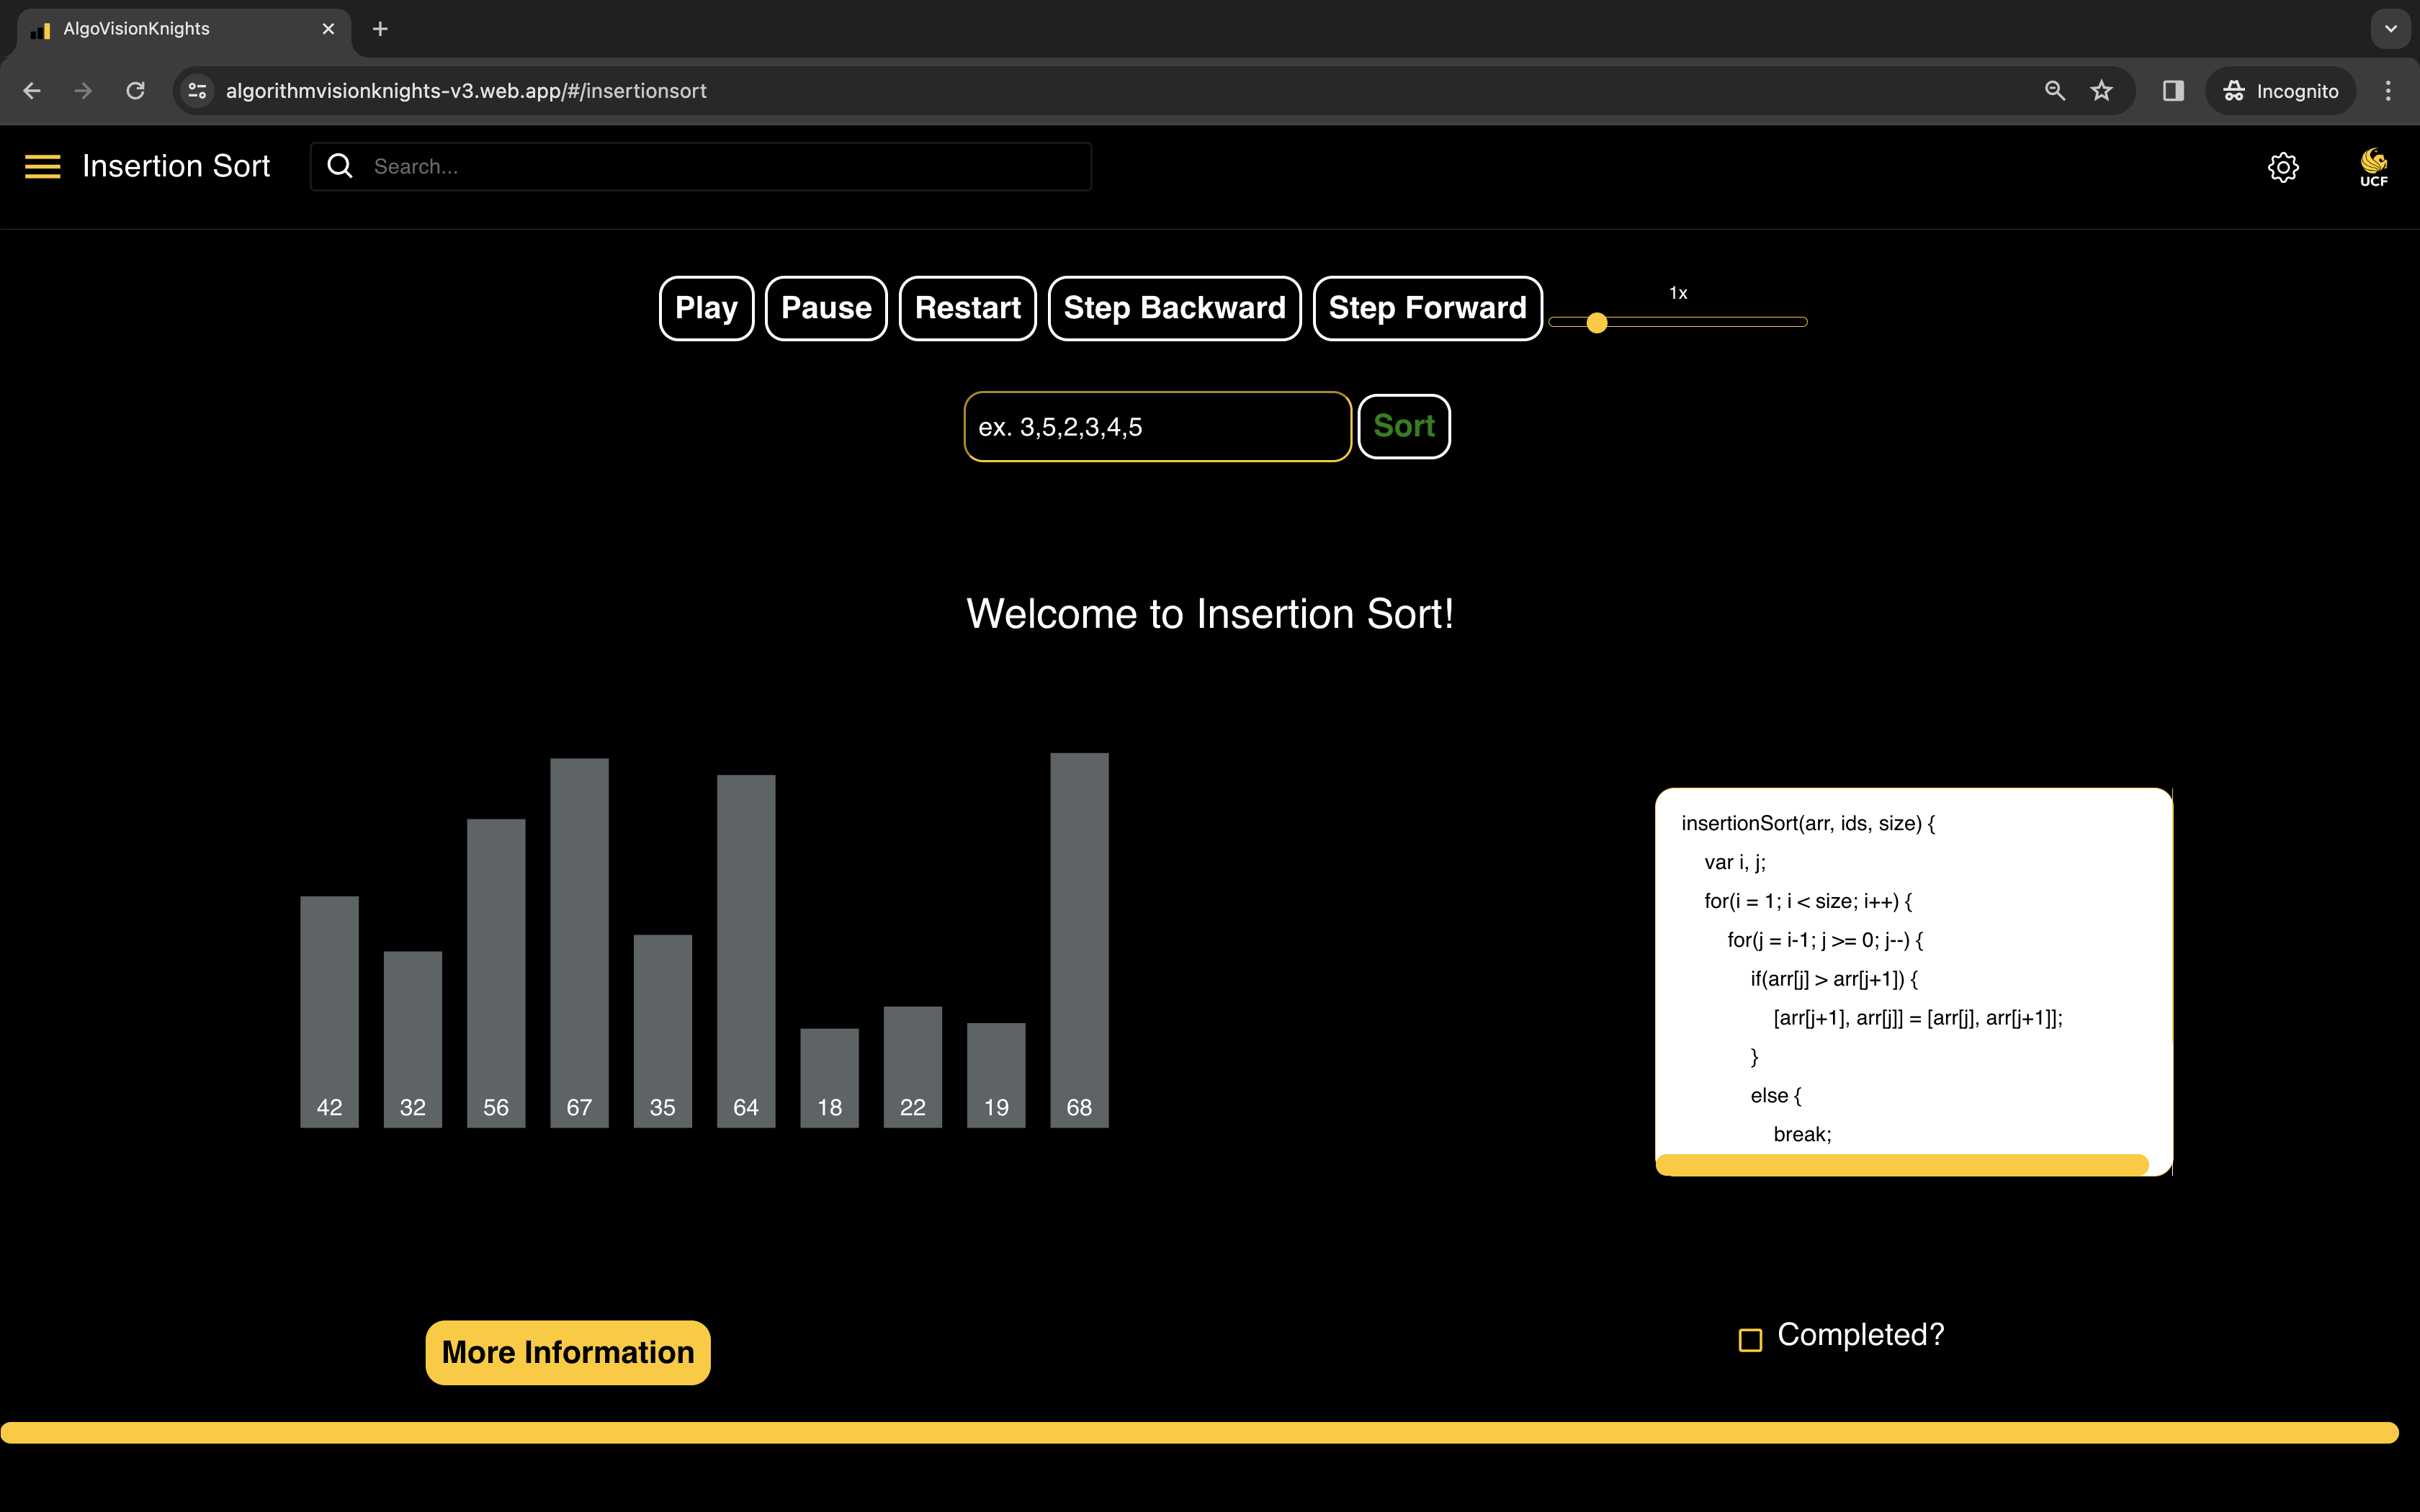 AlgoVisionKnights
algorithmvisionknights-v3.web.app/#/insertionsort
Incognito
Insertion Sort
Search...
UCF
Play
Pause
Restart
Step Backward
Step Forward
1x
ex. 3,5,2,3,4,5
Sort
Welcome to Insertion Sort!
42 32 56 67 35 64 18 22 19 68
insertionSort(arr, ids, size) {
var i, j;
for(i = 1; i < size; i++) {
for(j = i-1; j >= 0; j--) {
if(arr[j] > arr[j+1]) {
[arr[j+1], arr[j]] = [arr[j], arr[j+1]];
}
else {
break;
More Information
Completed?